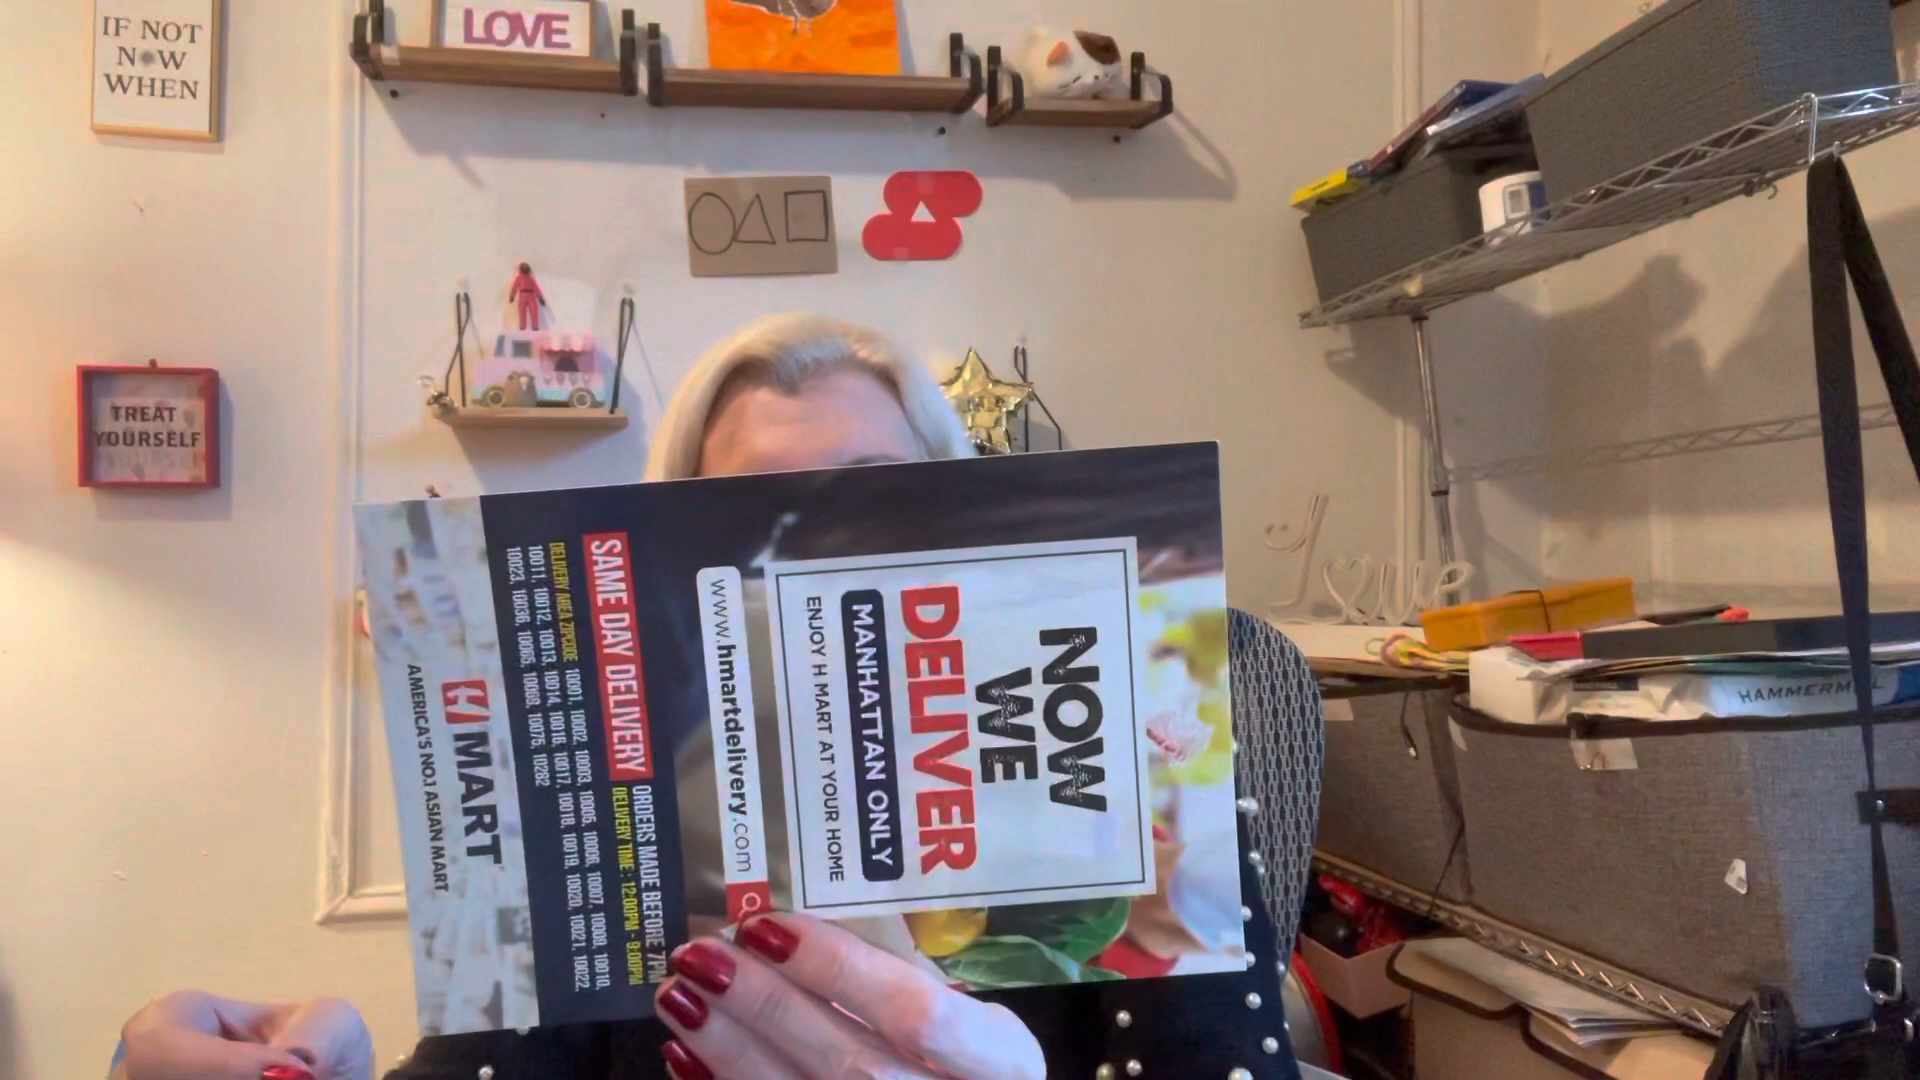 IF NOT
NOW
WHEN
LOVE
TREAT
YOURSELF
NOW
WE
DELIVER
MANHATTAN ONLY
ENJOY H MART AT YOUR HOME
www.hmartdelivery.com
SAME DAY DELIVERY
ORDERS MADE BEFORE 7PM
DELIVERY TIME : 12:00PM - 9:00PM
DELIVERY AREA ZIPCODE 10001, 10002, 10003, 10005, 10006, 10007, 10009, 10010,
10011, 10012, 10013, 10014, 10016, 10017, 10018, 10019, 10020, 10021, 10022,
10023, 10036, 10065, 10069, 10075, 10282
H MART
AMERICA'S NO.1 ASIAN MART
Love
HAMMERMILL